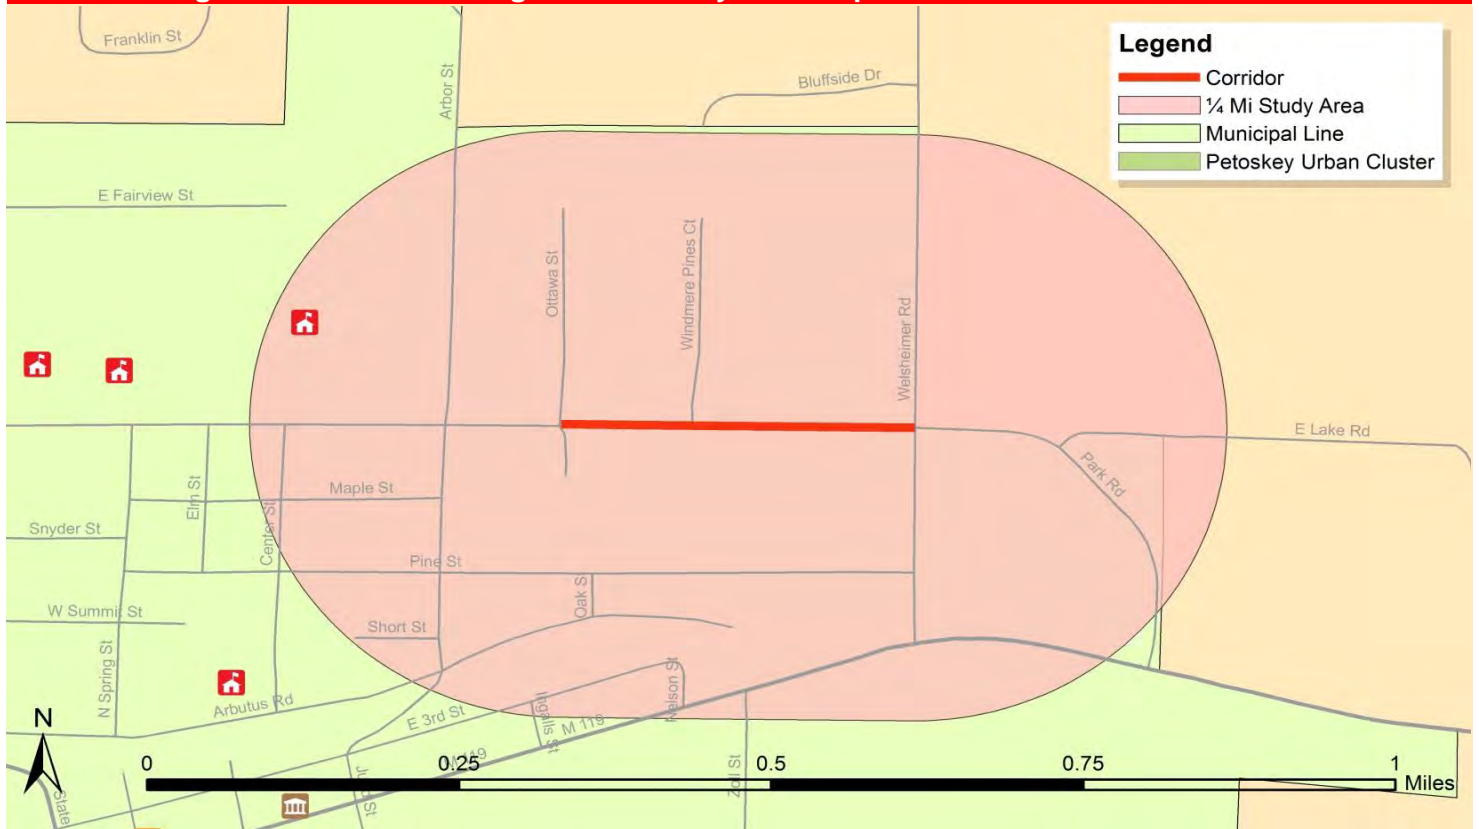 Franklin St
Arbor St
Bluffside Dr
Legend
Corridor
¼ Mi Study Area
Municipal Line
Petoskey Urban Cluster
E Fairview St
Ottawa St
Windmere Pines Ct
Welsheimer Rd
E Lake Rd
Park Rd
Elm St
Maple St
Center St
Snyder St
Pine St
Oak S
W Summit St
Short St
N Spring St
Nelson St
Arbutus Rd
E 3rd St
Ingalls St
M 119
M 119
Zoll St
State
N
0 0.25 0.5 0.75 1
Miles